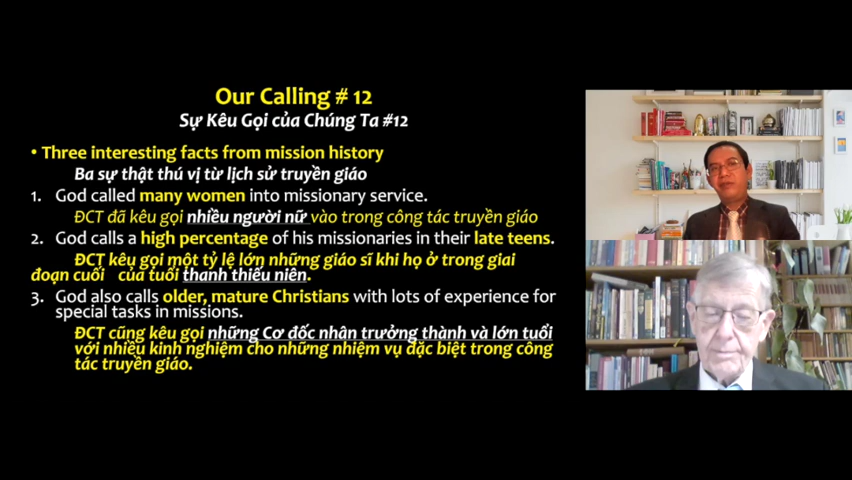 Our Calling # 12
Sự Kêu Gọi của Chúng Ta #12
• Three interesting facts from mission history
Ba sự thật thú vị từ lịch sử truyền giáo
1. God called many women into missionary service.
ĐCT đã kêu gọi nhiều người nữ vào trong công tác truyền giáo
2. God calls a high percentage of his missionaries in their late teens.
ĐCT kêu gọi một tỷ lệ lớn những giáo sĩ khi họ ở trong giai
đoạn cuối của tuổi thanh thiếu niên.
3. God also calls older, mature Christians with lots of experience for
special tasks in missions.
ĐCT cũng kêu gọi những Cơ đốc nhân trưởng thành và lớn tuổi
với nhiều kinh nghiệm cho những nhiệm vụ đặc biệt trong công
tác truyền giáo.